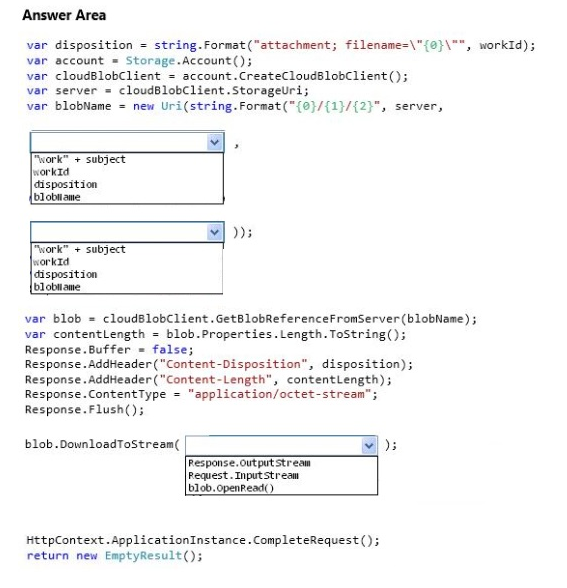 Answer Area
var disposition = string.Format("attachment; filename=\"{0}\"", workId);
var account = Storage.Account();
var cloudBlobClient = account.CreateCloudBlobClient();
var server = cloudBlobClient.StorageUri;
var blobName = new Uri(string.Format("{0}/{1}/{2}", server,
,
"work" + subject
workId
disposition
blobName
));
"work" + subject
workId
disposition
blobName
var blob = cloudBlobClient.GetBlobReferenceFromServer(blobName);
var contentLength = blob.Properties.Length.ToString();
Response.Buffer = false;
Response.AddHeader("Content-Disposition", disposition);
Response.AddHeader("Content-Length", contentLength);
Response.ContentType = "application/octet-stream";
Response.Flush();
blob.DownloadToStream( );
Response.OutputStream
Request.InputStream
blob.OpenRead()
HttpContext.ApplicationInstance.CompleteRequest();
return new EmptyResult();